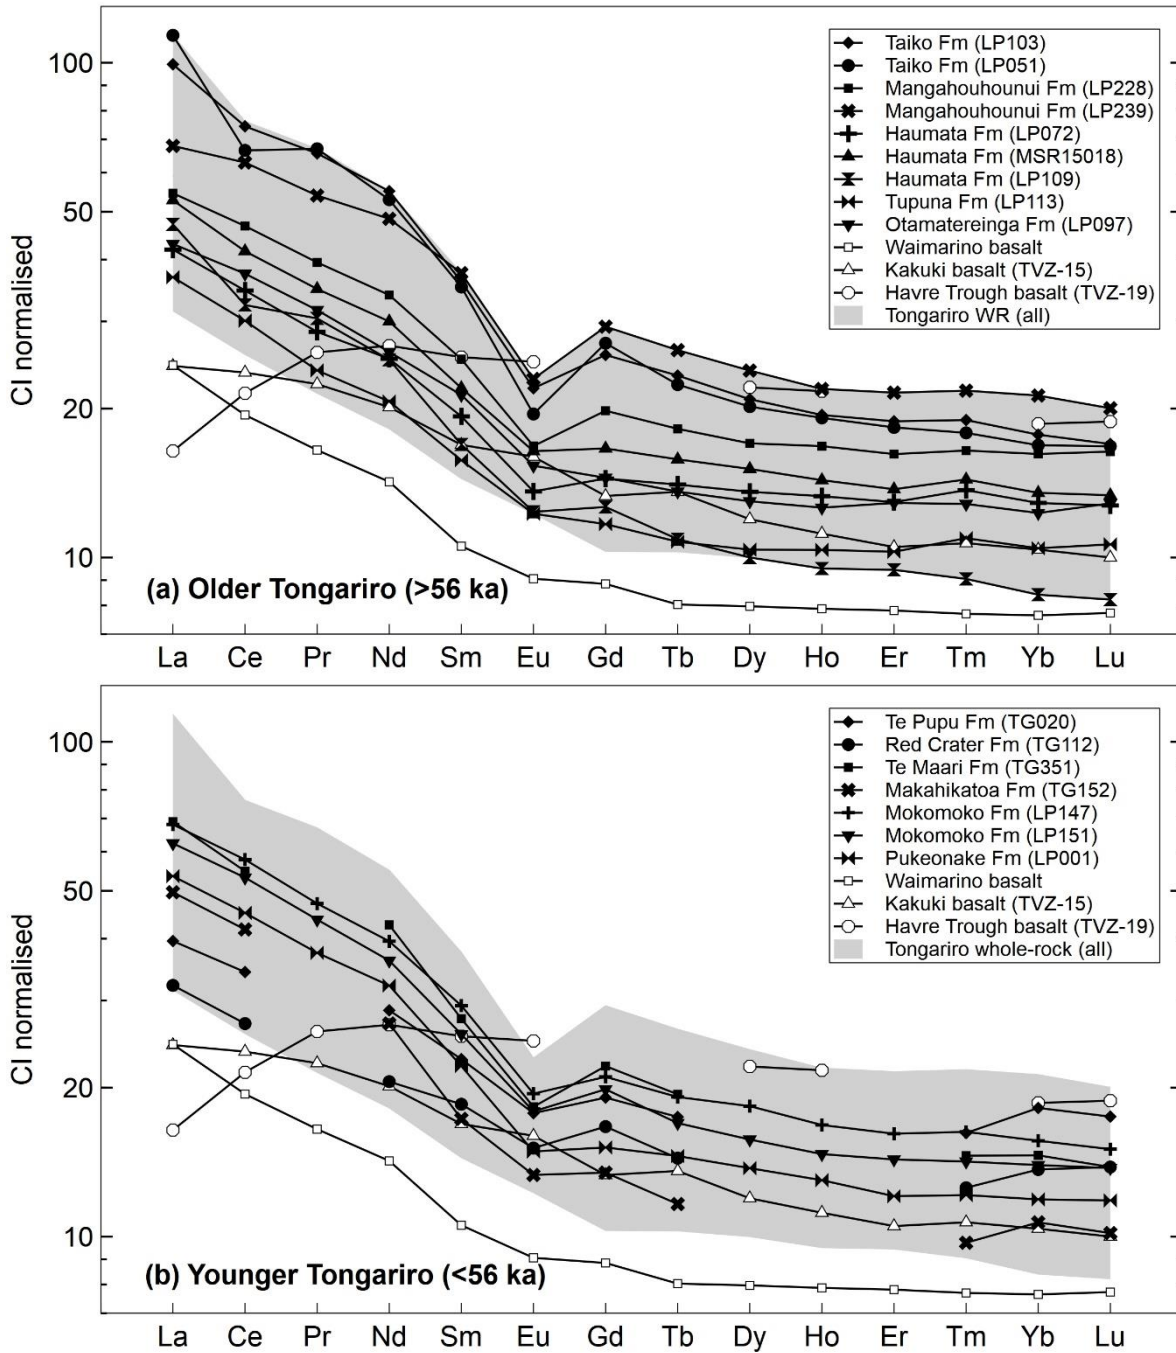 CI normalised
100
50
20
10
Taiko Fm (LP103)
Taiko Fm (LP051)
Mangahouhounui Fm (LP228)
Mangahouhounui Fm (LP239)
Haumata Fm (LP072)
Haumata Fm (MSR15018)
Haumata Fm (LP109)
Tupuna Fm (LP113)
Otamatereinga Fm (LP097)
Waimarino basalt
Kakuki basalt (TVZ-15)
Havre Trough basalt (TVZ-19)
Tongariro WR (all)
(a) Older Tongariro (>56 ka)
La Ce Pr Nd Sm Eu Gd Tb Dy Ho Er Tm Yb Lu
CI normalised
100
50
20
10
Te Pupu Fm (TG020)
Red Crater Fm (TG112)
Te Maari Fm (TG351)
Makahikatoa Fm (TG152)
Mokomoko Fm (LP147)
Mokomoko Fm (LP151)
Pukeonake Fm (LP001)
Waimarino basalt
Kakuki basalt (TVZ-15)
Havre Trough basalt (TVZ-19)
Tongariro whole-rock (all)
(b) Younger Tongariro (<56 ka)
La Ce Pr Nd Sm Eu Gd Tb Dy Ho Er Tm Yb Lu